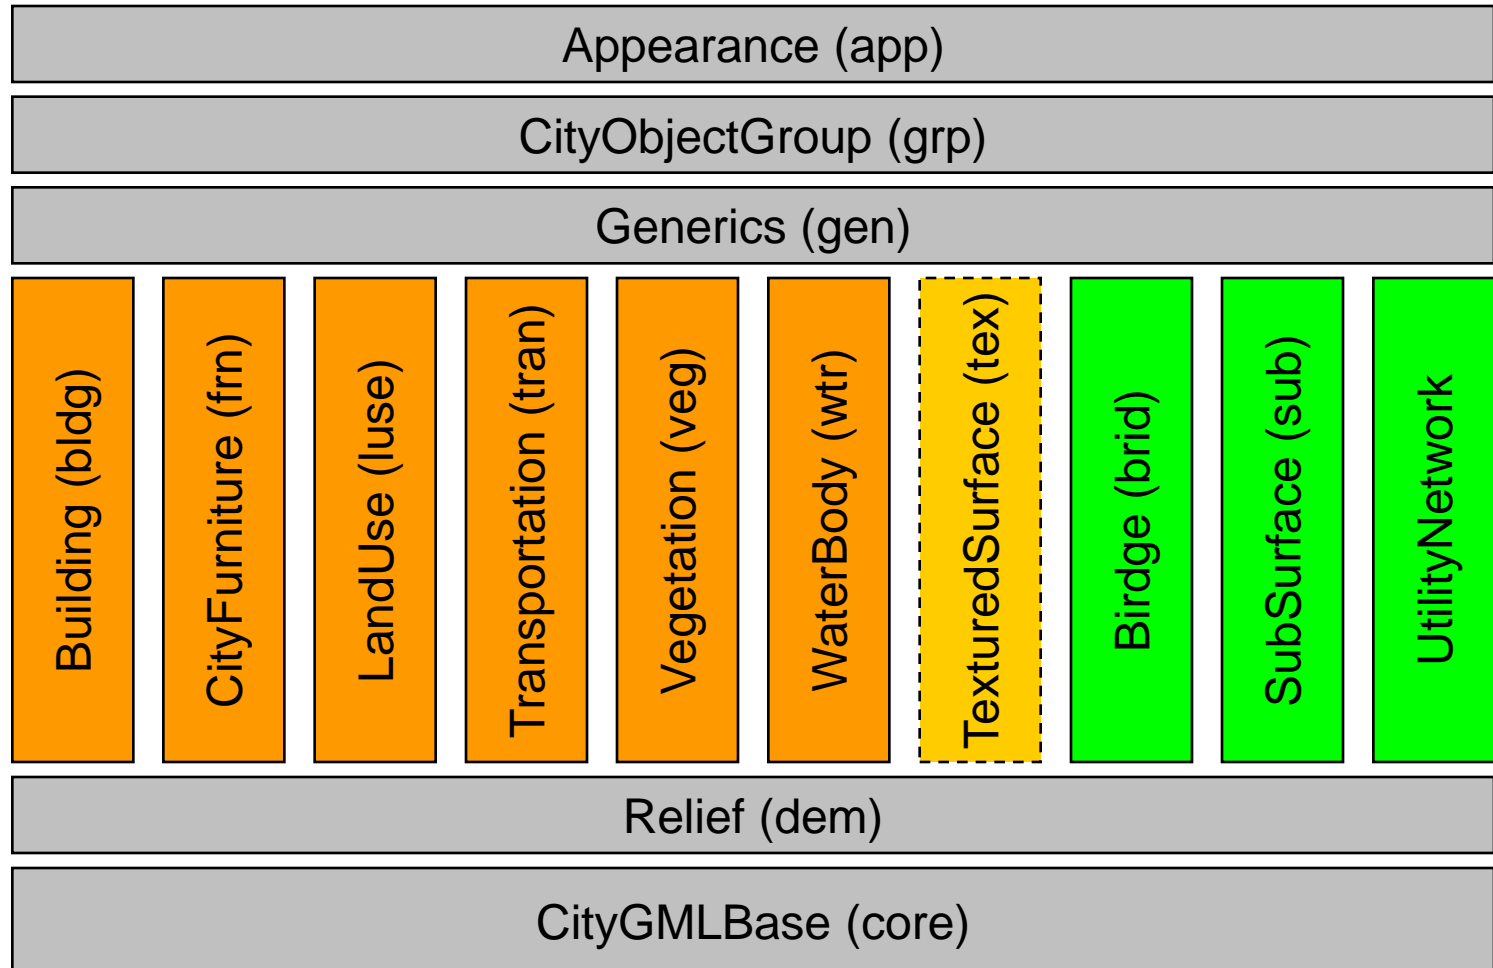 Appearance (app)
CityObjectGroup (grp)
Generics (gen)
Building (bldg)
CityFurniture (frn)
LandUse (luse)
Transportation (tran)
Vegetation (veg)
WaterBody (wtr)
TexturedSurface (tex)
Birdge (brid)
SubSurface (sub)
UtilityNetwork
Relief (dem)
CityGMLBase (core)